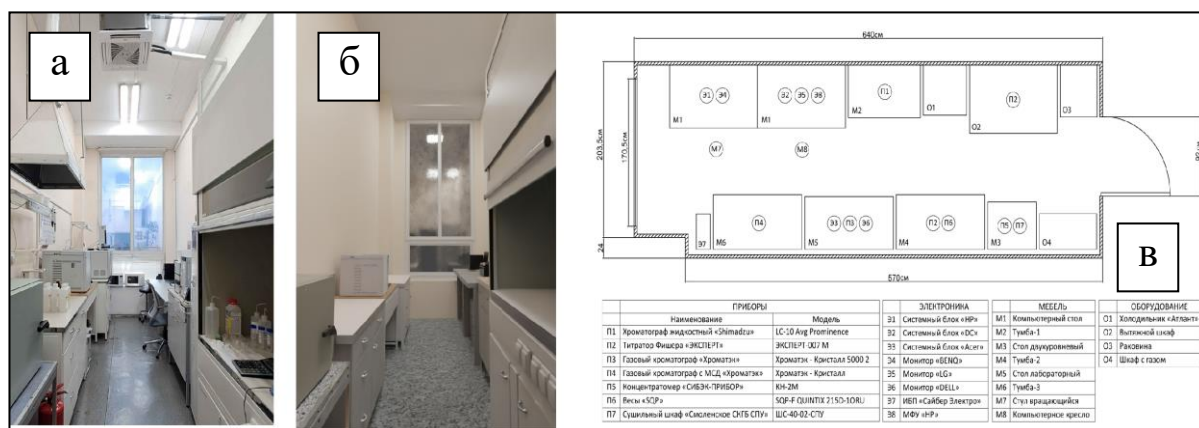 а
б
640см
203,5см
170,5см
24
570см
Э1 Э4
М1
Э2 Э5 Э8
М1
П1
М2
О1
П2
О2
О3
М7
М8
Э7
П4
М6
Э3 П3 Э6
М5
П2 П6
М4
П5 П7
М3
О4
в
ПРИБОРЫ
Наименование Модель
П1 Хроматограф жидкостный «Shimadzu» LC-10 Avg Prominence
П2 Титратор Фишера «ЭКСПЕРТ» ЭКСПЕРТ-007 М
П3 Газовый хроматограф «Хроматэк» Хроматэк - Кристалл 5000 2
П4 Газовый хроматограф с МСД «Хроматэк» Хроматэк - Кристалл
П5 Концентратомер «СИБЭК-ПРИБОР» КН-2М
П6 Весы «SQP» SQP-F QUINTIX 215D-1ORU
П7 Сушильный шкаф «Смоленское СКТБ СПУ» ШС-40-02-СПУ
ЭЛЕКТРОНИКА
Э1 Системный блок «HP»
Э2 Системный блок «DC»
Э3 Системный блок «Acer»
Э4 Монитор «BENQ»
Э5 Монитор «LG»
Э6 Монитор «DELL»
Э7 ИБП «Сайбер Электро»
Э8 МФУ «HP»
МЕБЕЛЬ
М1 Компьютерный стол
М2 Тумба-1
М3 Стол двухуровневый
М4 Тумба-2
М5 Стол лабораторный
М6 Тумба-3
М7 Стул вращающийся
М8 Компьютерное кресло
ОБОРУДОВАНИЕ
О1 Холодильник «Атлант»
О2 Вытяжной шкаф
О3 Раковина
О4 Шкаф с газом